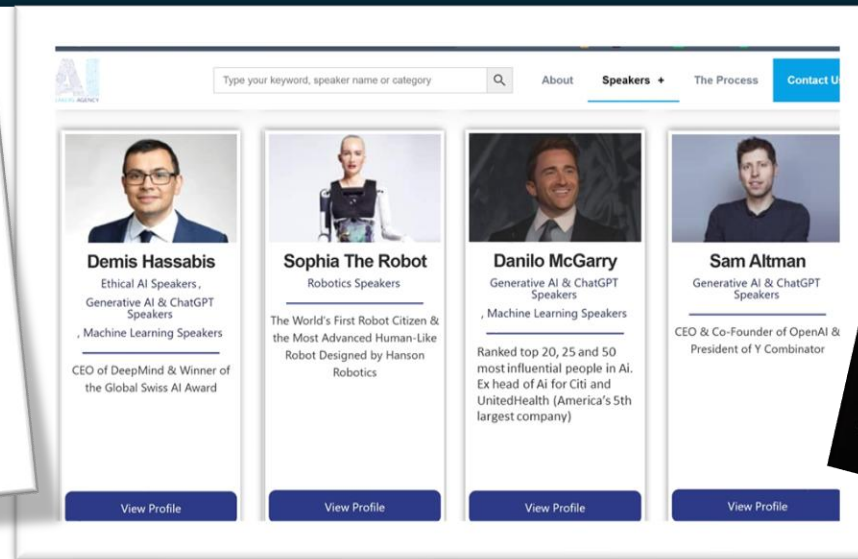 AI
Type your keyword, speaker name or category
About
Speakers +
The Process
Contact U
Demis Hassabis
Ethical AI Speakers,
Generative AI & ChatGPT
Speakers
, Machine Learning Speakers
CEO of DeepMind & Winner of
the Global Swiss AI Award
View Profile
Sophia The Robot
Robotics Speakers
The World's First Robot Citizen &
the Most Advanced Human-Like
Robot Designed by Hanson
Robotics
View Profile
Danilo McGarry
Generative AI & ChatGPT
Speakers
, Machine Learning Speakers
Ranked top 20, 25 and 50
most influential people in Ai.
Ex head of Ai for Citi and
UnitedHealth (America's 5th
largest company)
View Profile
Sam Altman
Generative AI & ChatGPT
Speakers
CEO & Co-Founder of OpenAI &
President of Y Combinator
View Profile